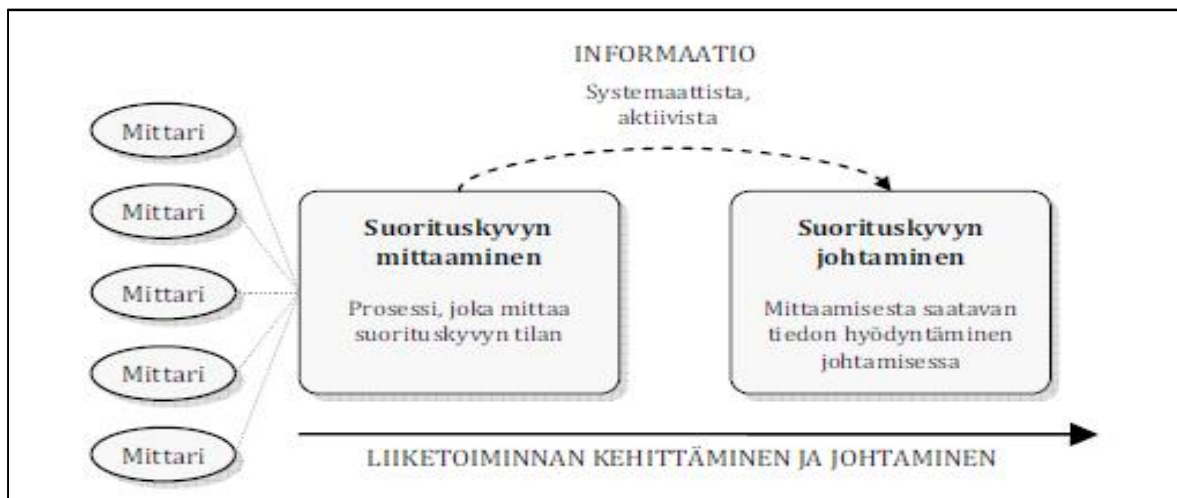 INFORMAATIO
Systemaattista,
aktiivista
Mittari
Mittari
Mittari
Mittari
Mittari
Suorituskyvyn
mittaaminen
Prosessi, joka mittaa
suorituskyvyn tilan
Suorituskyvyn
johtaminen
Mittaamisesta saatavan
tiedon hyödyntäminen
johtamisessa
LIIKETOIMINNAN KEHITTÄMINEN JA JOHTAMINEN